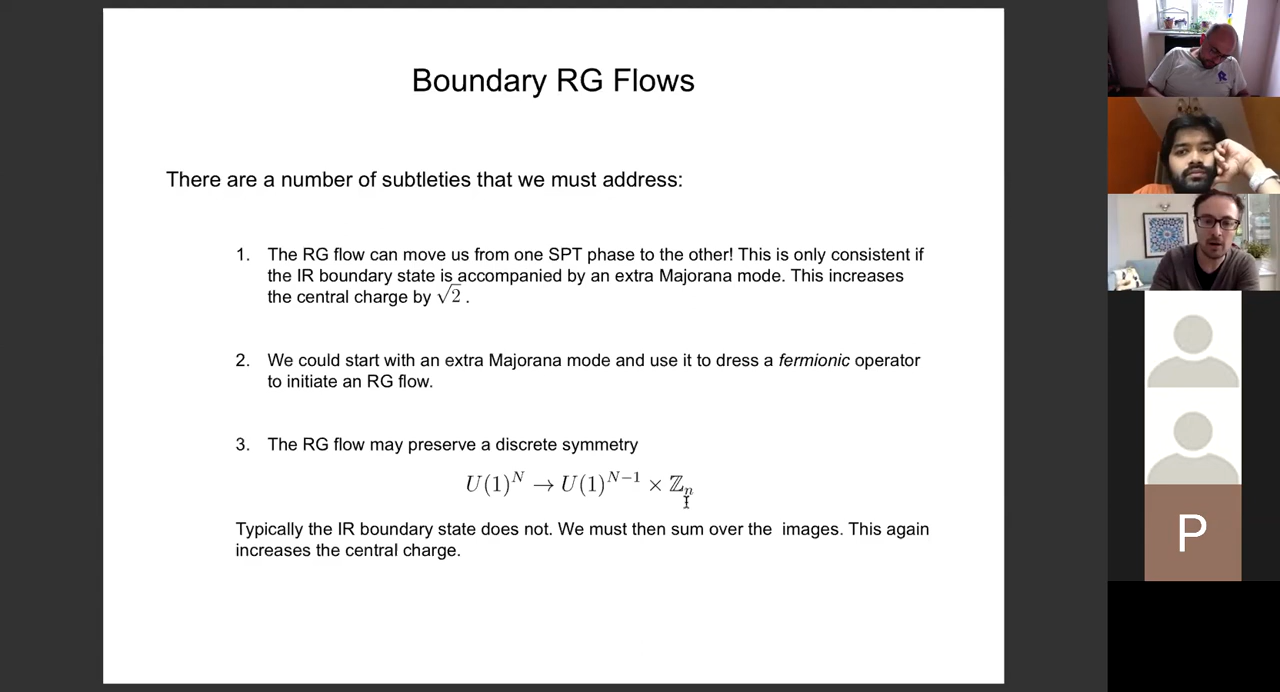 Boundary RG Flows
There are a number of subtleties that we must address:
1. The RG flow can move us from one SPT phase to the other! This is only consistent if
the IR boundary state is accompanied by an extra Majorana mode. This increases
the central charge by √2 .
2. We could start with an extra Majorana mode and use it to dress a fermionic operator
to initiate an RG flow.
3. The RG flow may preserve a discrete symmetry
U(1)^N → U(1)^{N−1} × ℤ_n
Typically the IR boundary state does not. We must then sum over the images. This again
increases the central charge.
P